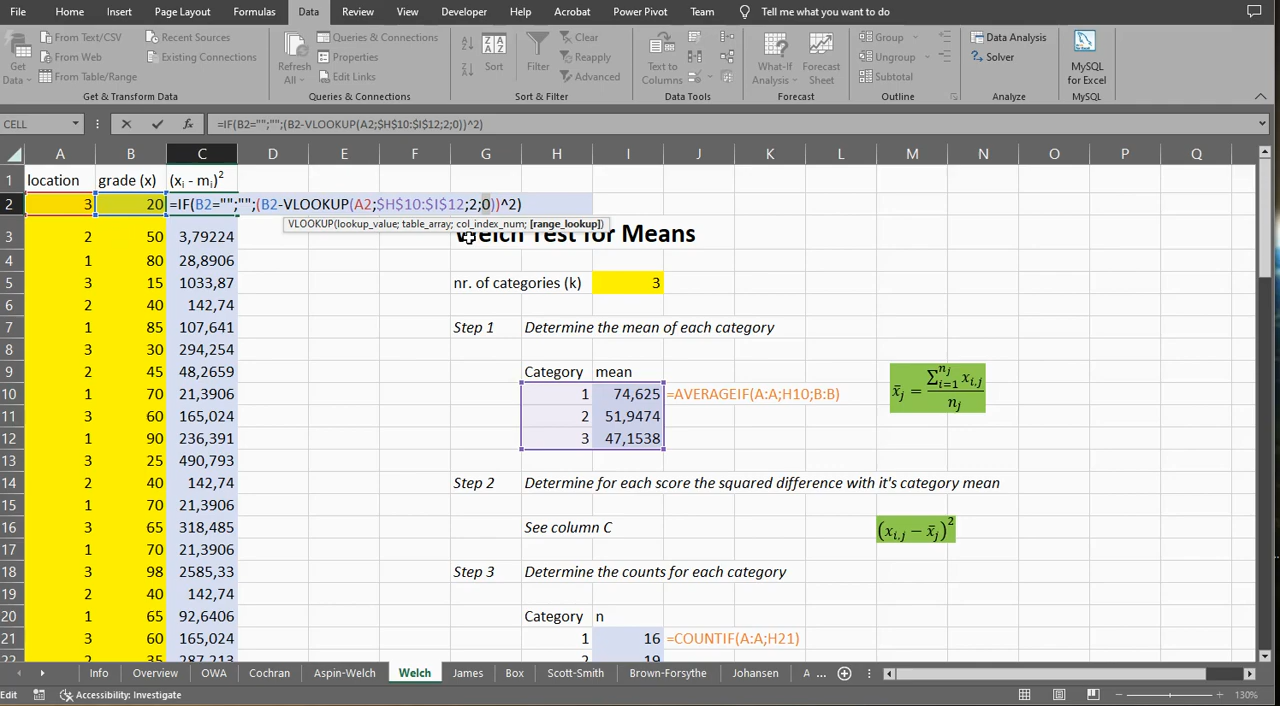 File Home Insert Page Layout Formulas Data Review View Developer Help Acrobat Power Pivot Team Tell me what you want to do
From Text/CSV Recent Sources Queries & Connections Clear Group Data Analysis
Get Data From Web Existing Connections Refresh All Properties Sort Filter Reapply Text to Columns What-If Analysis Forecast Sheet Ungroup Solver MySQL for Excel
From Table/Range Edit Links Advanced Subtotal
Get & Transform Data Queries & Connections Sort & Filter Data Tools Forecast Outline Analyze MySQL
CELL fx =IF(B2="";"";(B2-VLOOKUP(A2;$H$10:$I$12;2;0))^2)
A B C D E F G H I J K L M N O P Q
1 location grade (x) (xi - mi)2
2 3 20 =IF(B2="";"";(B2-VLOOKUP(A2;$H$10:$I$12;2;0))^2)
VLOOKUP(lookup_value; table_array; col_index_num; [range_lookup])
3 2 50 3,79224 Welch Test for Means
4 1 80 28,8906
5 3 15 1033,87 nr. of categories (k) 3
6 2 40 142,74
7 1 85 107,641 Step 1 Determine the mean of each category
8 3 30 294,254
9 2 45 48,2659 Category mean
10 1 70 21,3906 1 74,625 =AVERAGEIF(A:A;H10;B:B) x̄j = ∑i=1nj xi,j / nj
11 3 60 165,024 2 51,9474
12 1 90 236,391 3 47,1538
13 3 25 490,793
14 2 40 142,74 Step 2 Determine for each score the squared difference with it's category mean
15 1 70 21,3906
16 3 65 318,485 See column C (xi,j − x̄j)2
17 1 70 21,3906
18 3 98 2585,33 Step 3 Determine the counts for each category
19 2 40 142,74
20 1 65 92,6406 Category n
21 3 60 165,024 1 16 =COUNTIF(A:A;H21)
22 2 35 287,213 2 19
Info Overview Cochran OWA Aspin-Welch Welch James Box Scott-Smith Brown-Forsythe Johansen A ...
Edit Accessibility: Investigate 130%